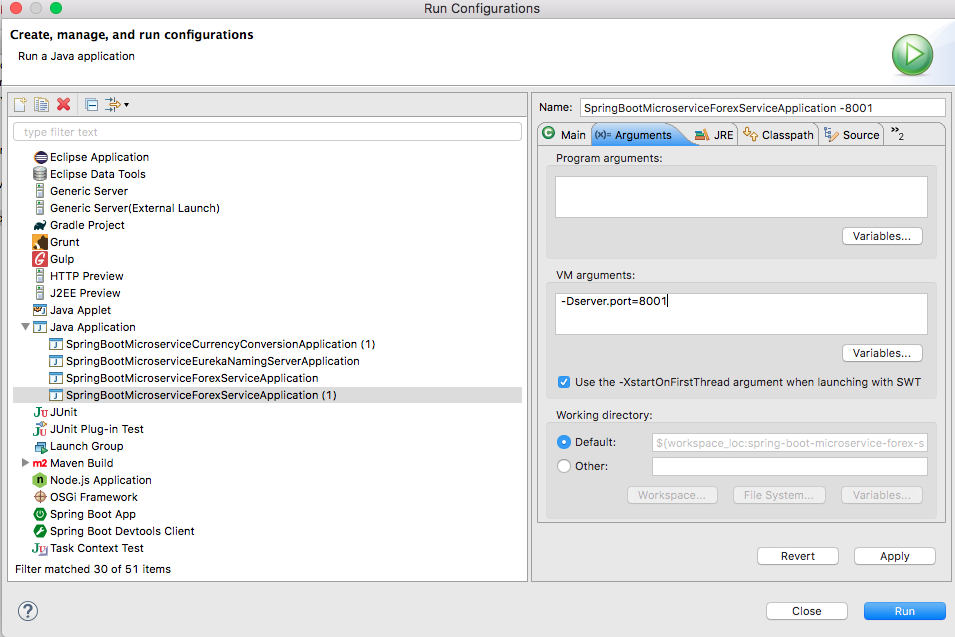 Run Configurations
Create, manage, and run configurations
Run a Java application
type filter text
Eclipse Application
Eclipse Data Tools
Generic Server
Generic Server(External Launch)
Gradle Project
Grunt
Gulp
HTTP Preview
J2EE Preview
Java Applet
Java Application
SpringBootMicroserviceCurrencyConversionApplication (1)
SpringBootMicroserviceEurekaNamingServerApplication
SpringBootMicroserviceForexServiceApplication
SpringBootMicroserviceForexServiceApplication (1)
JUnit
JUnit Plug-in Test
Launch Group
m2 Maven Build
Node.js Application
OSGi Framework
Spring Boot App
Spring Boot Devtools Client
Task Context Test
Filter matched 30 of 51 items
Name: SpringBootMicroserviceForexServiceApplication -8001
Main (x)= Arguments JRE Classpath Source »2
Program arguments:
Variables...
VM arguments:
-Dserver.port=8001
Variables...
Use the -XstartOnFirstThread argument when launching with SWT
Working directory:
Default: ${workspace_loc:spring-boot-microservice-forex-s
Other:
Workspace... File System... Variables...
Revert Apply
? Close Run